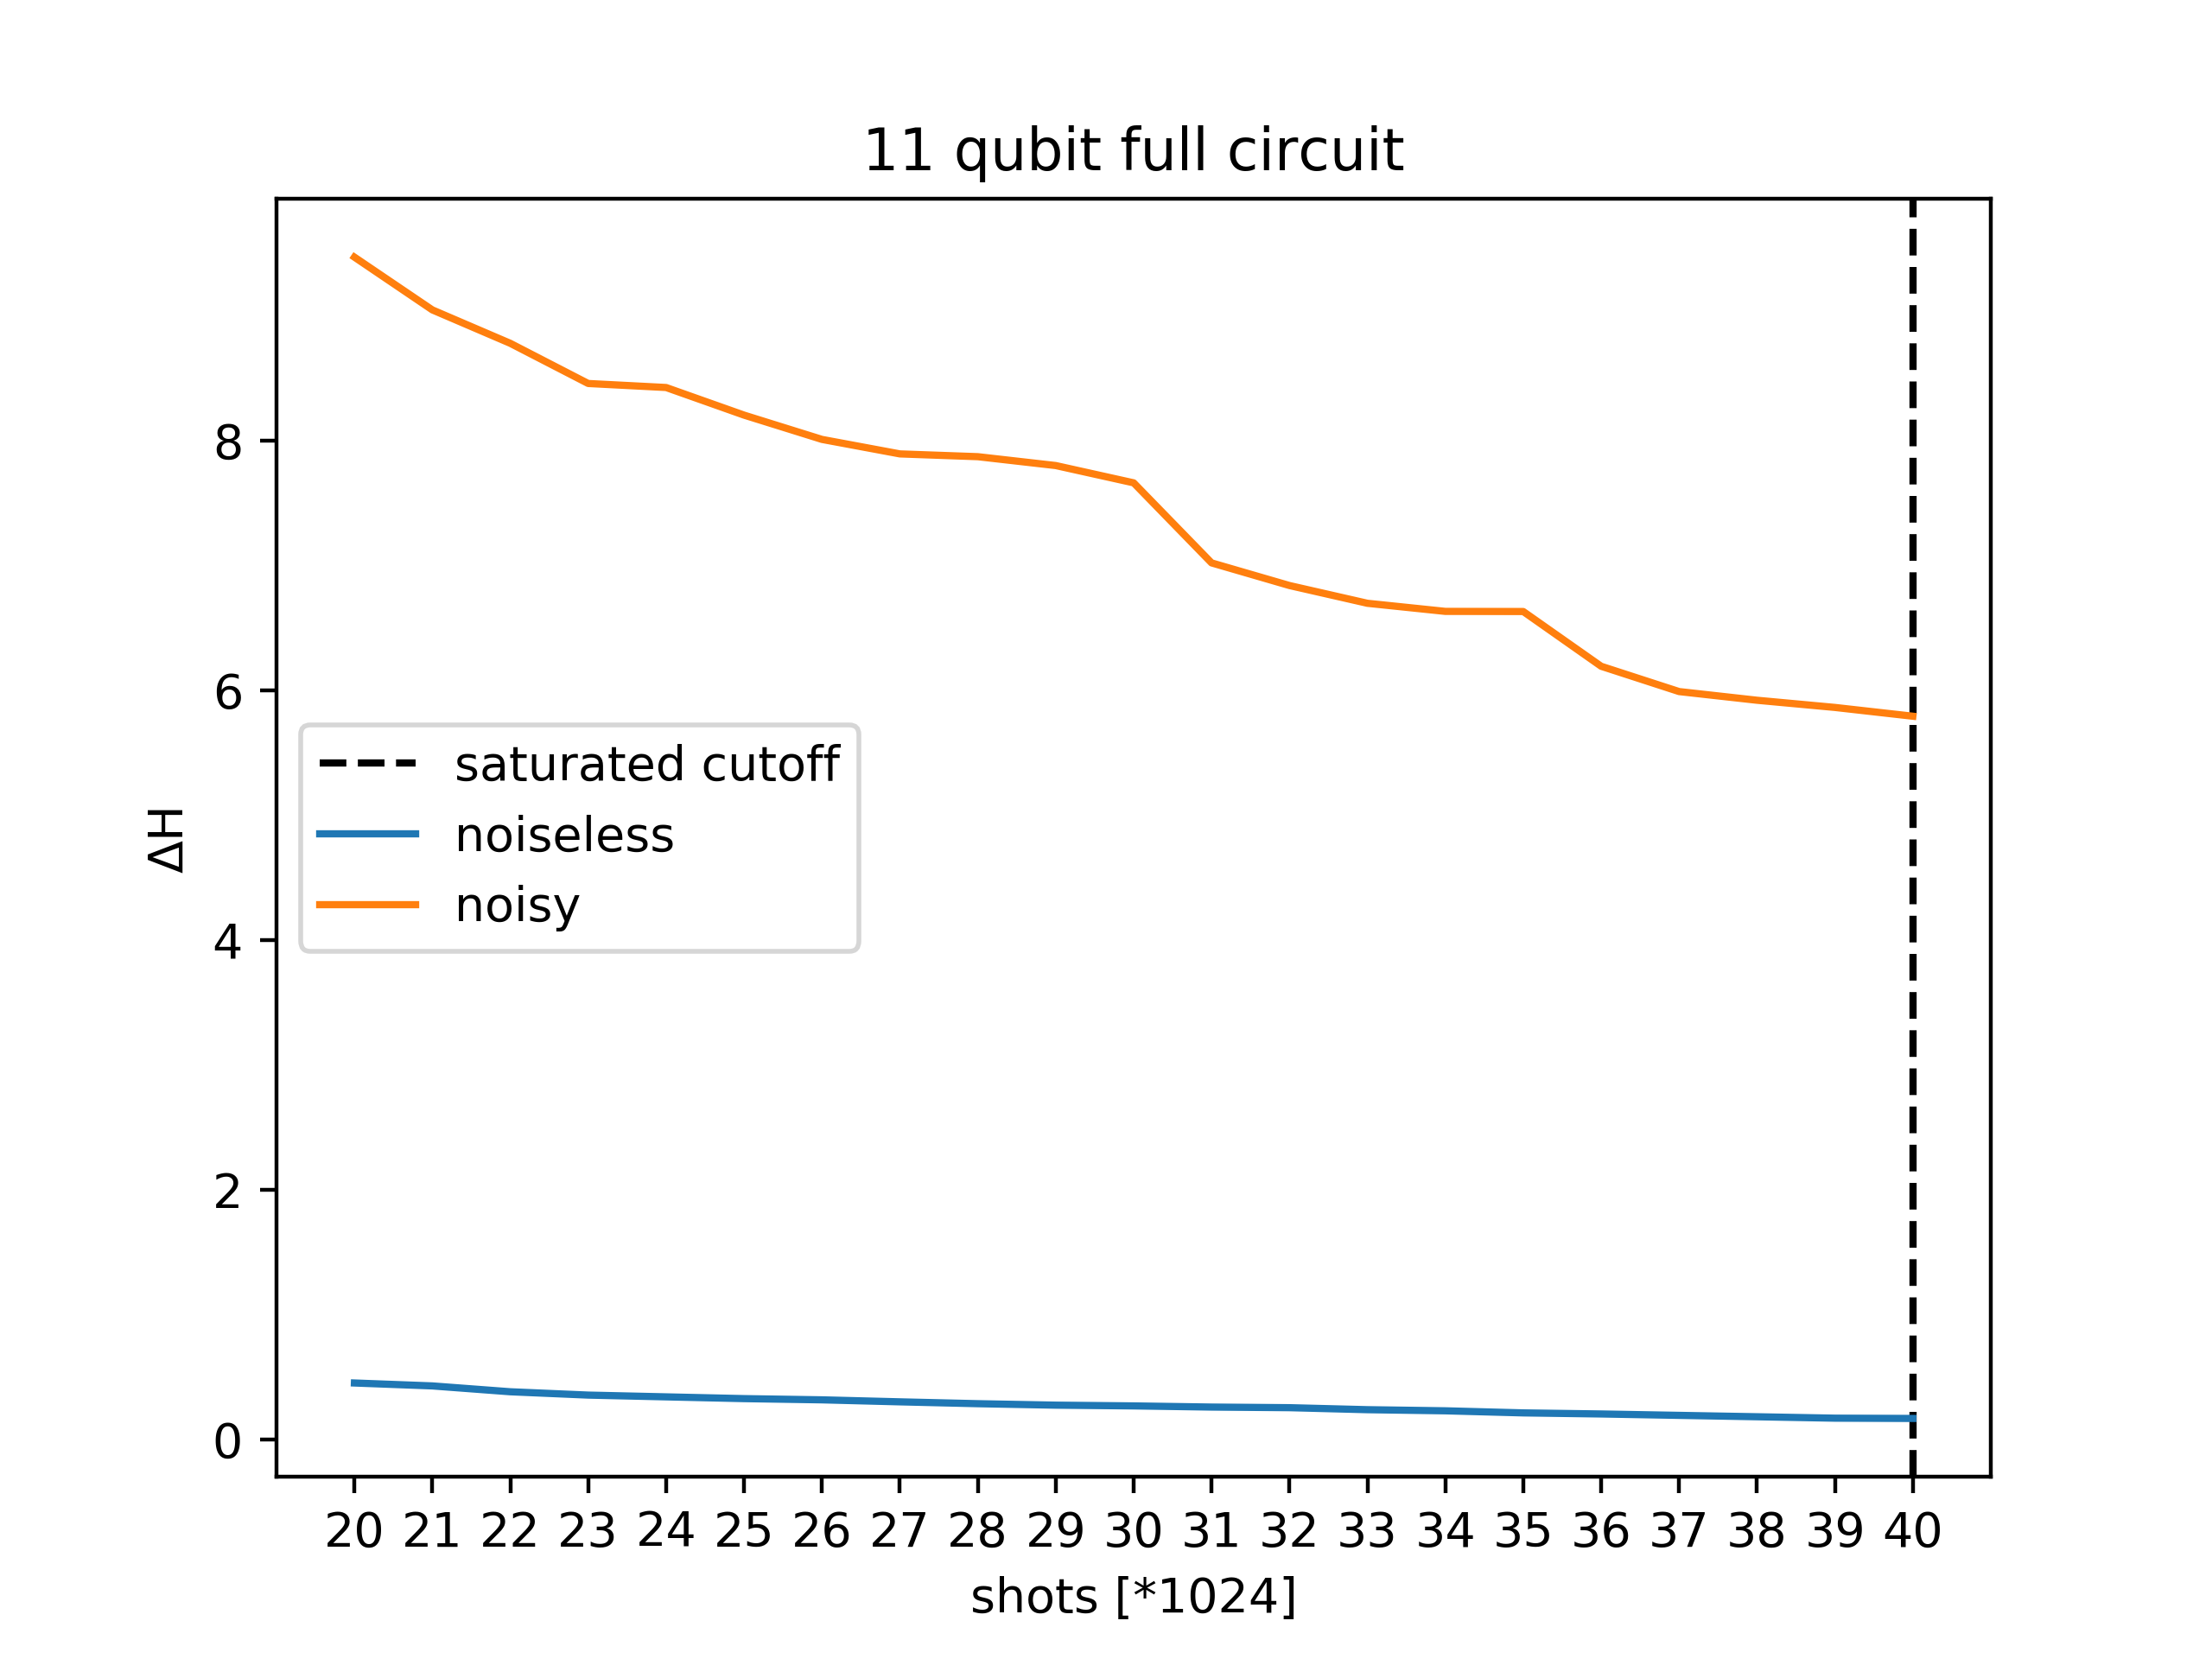 11 qubit full circuit
8
6
4
2
0
ΔH
saturated cutoff
noiseless
noisy
20 21 22 23 24 25 26 27 28 29 30 31 32 33 34 35 36 37 38 39 40
shots [*1024]